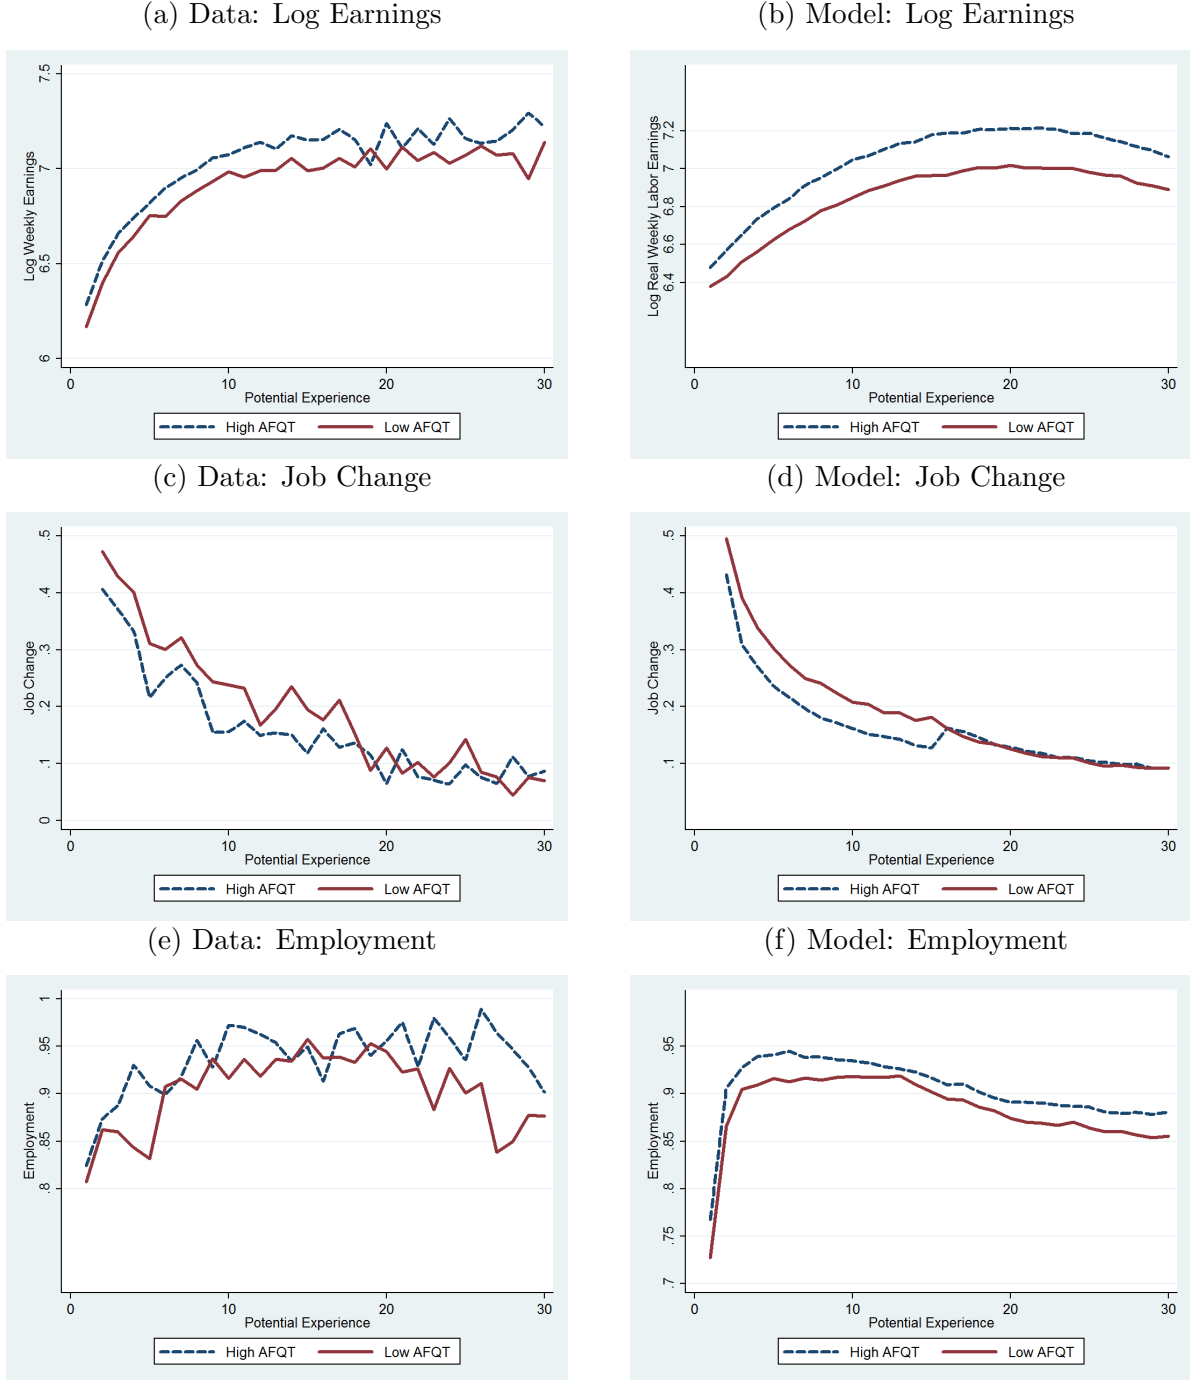 (a) Data: Log Earnings
(b) Model: Log Earnings
Log Weekly Earnings
6 6.5 7 7.5
0 10 20 30
Potential Experience
High AFQT Low AFQT
Log Real Weekly Labor Earnings
6.4 6.6 6.8 7 7.2
0 10 20 30
Potential Experience
High AFQT Low AFQT
(c) Data: Job Change
(d) Model: Job Change
Job Change
0 .1 .2 .3 .4 .5
0 10 20 30
Potential Experience
High AFQT Low AFQT
Job Change
.1 .2 .3 .4 .5
0 10 20 30
Potential Experience
High AFQT Low AFQT
(e) Data: Employment
(f) Model: Employment
Employment
.8 .85 .9 .95 1
0 10 20 30
Potential Experience
High AFQT Low AFQT
Employment
.7 .75 .8 .85 .9 .95
0 10 20 30
Potential Experience
High AFQT Low AFQT